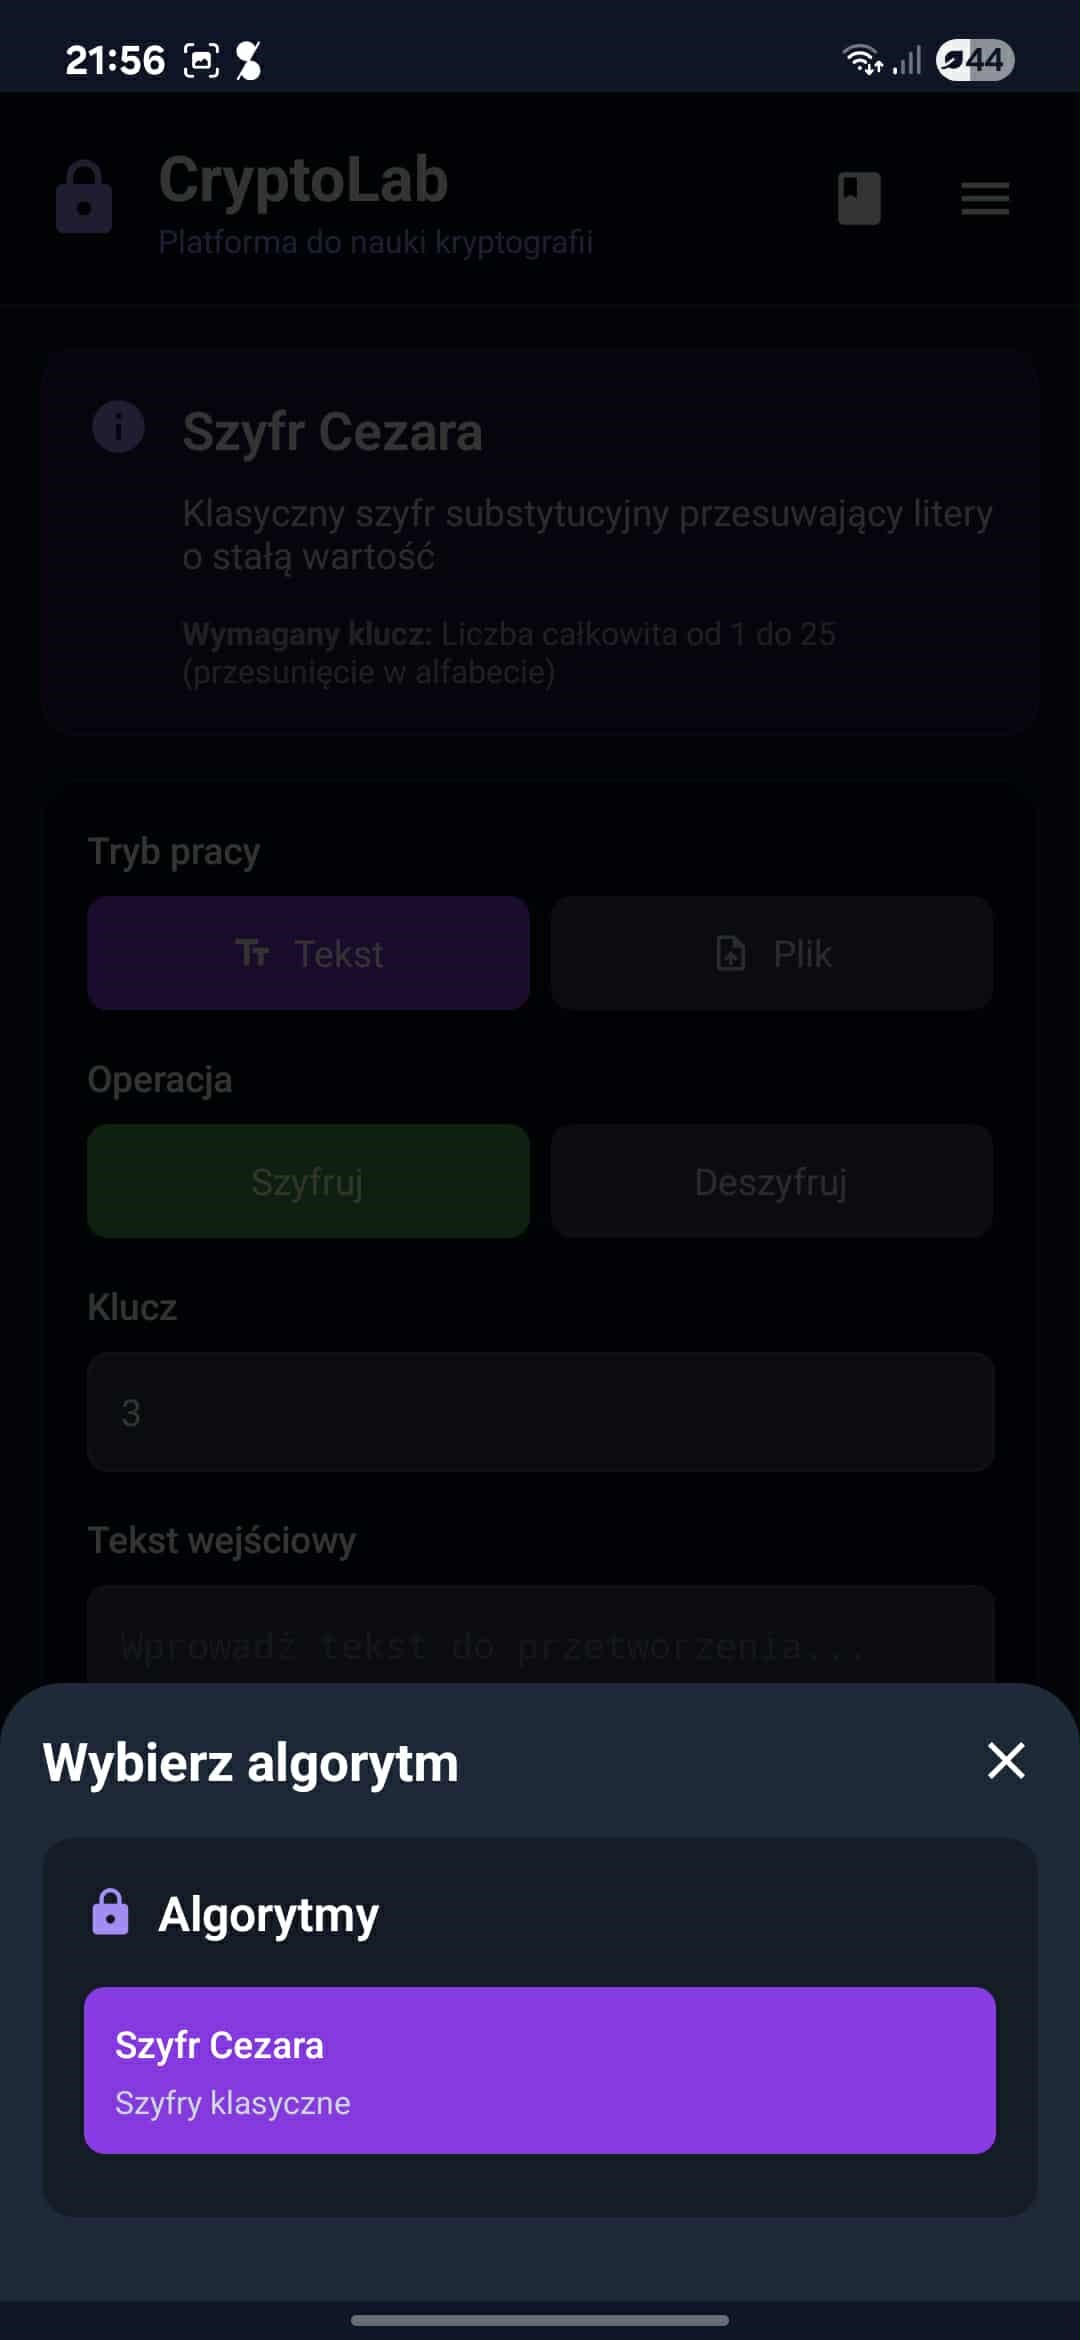 21:56
44
CryptoLab
Platforma do nauki kryptografii
Szyfr Cezara
Klasyczny szyfr substytucyjny przesuwający litery
o stałą wartość
Wymagany klucz: Liczba całkowita od 1 do 25
(przesunięcie w alfabecie)
Tryb pracy
Tekst
Plik
Operacja
Szyfruj
Deszyfruj
Klucz
3
Tekst wejściowy
Wprowadź tekst do przetworzenia...
Wybierz algorytm
Algorytmy
Szyfr Cezara
Szyfry klasyczne